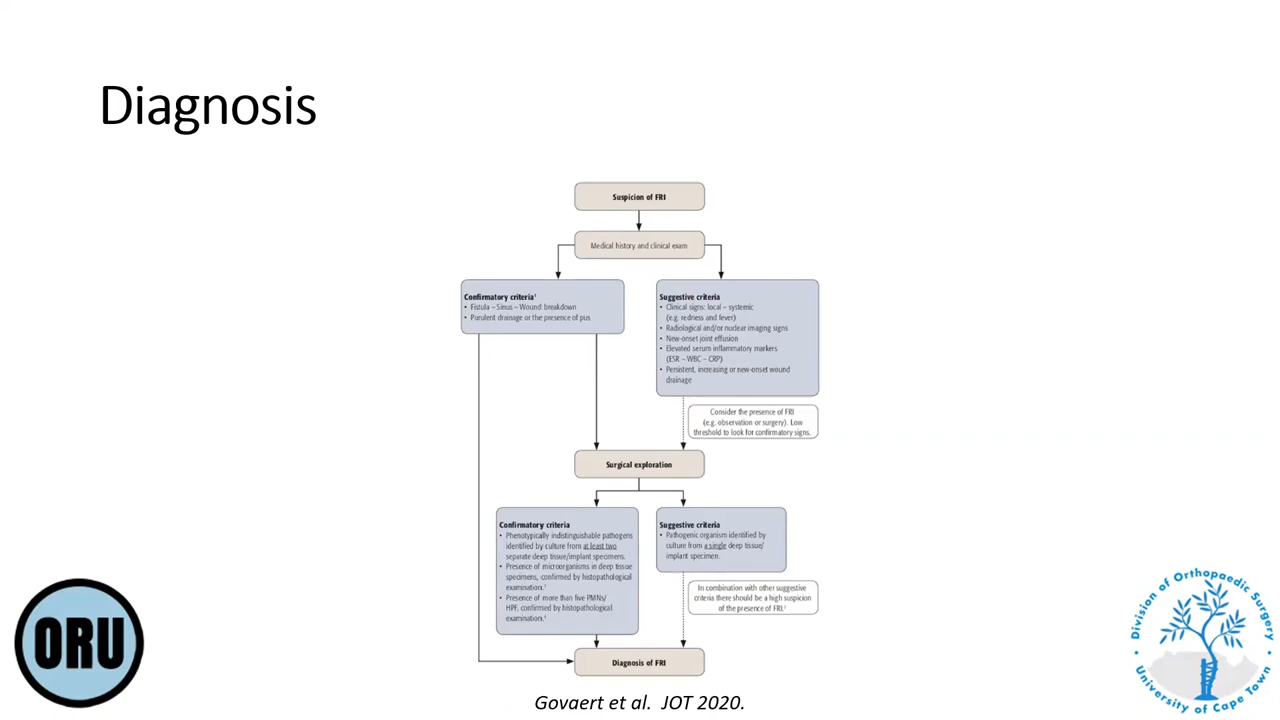 Diagnosis
Suspicion of FRI
Medical history and clinical exam
Confirmatory criteria¹
• Fistula – Sinus – Wound breakdown
• Purulent drainage or the presence of pus
Suggestive criteria
• Clinical signs: local – systemic
(e.g. redness and fever)
• Radiological and/or nuclear imaging signs
• New-onset joint effusion
• Elevated serum inflammatory markers
(ESR – WBC – CRP)
• Persistent, increasing or new-onset wound
drainage
Consider the presence of FRI
(e.g. observation or surgery). Low
threshold to look for confirmatory signs.
Surgical exploration
Confirmatory criteria
• Phenotypically indistinguishable pathogens
identified by culture from at least two
separate deep tissue/implant specimens.
• Presence of microorganisms in deep tissue
specimens, confirmed by histopathological
examination.
• Presence of more than five PMNs/
HPF, confirmed by histopathological
examination.
Suggestive criteria
• Pathogenic organism identified by
culture from a single deep tissue/
implant specimen.
In combination with other suggestive
criteria there should be a high suspicion
of the presence of FRI.
Diagnosis of FRI
Govaert et al. JOT 2020.
ORU
Division of Orthopaedic Surgery
• University of Cape Town •